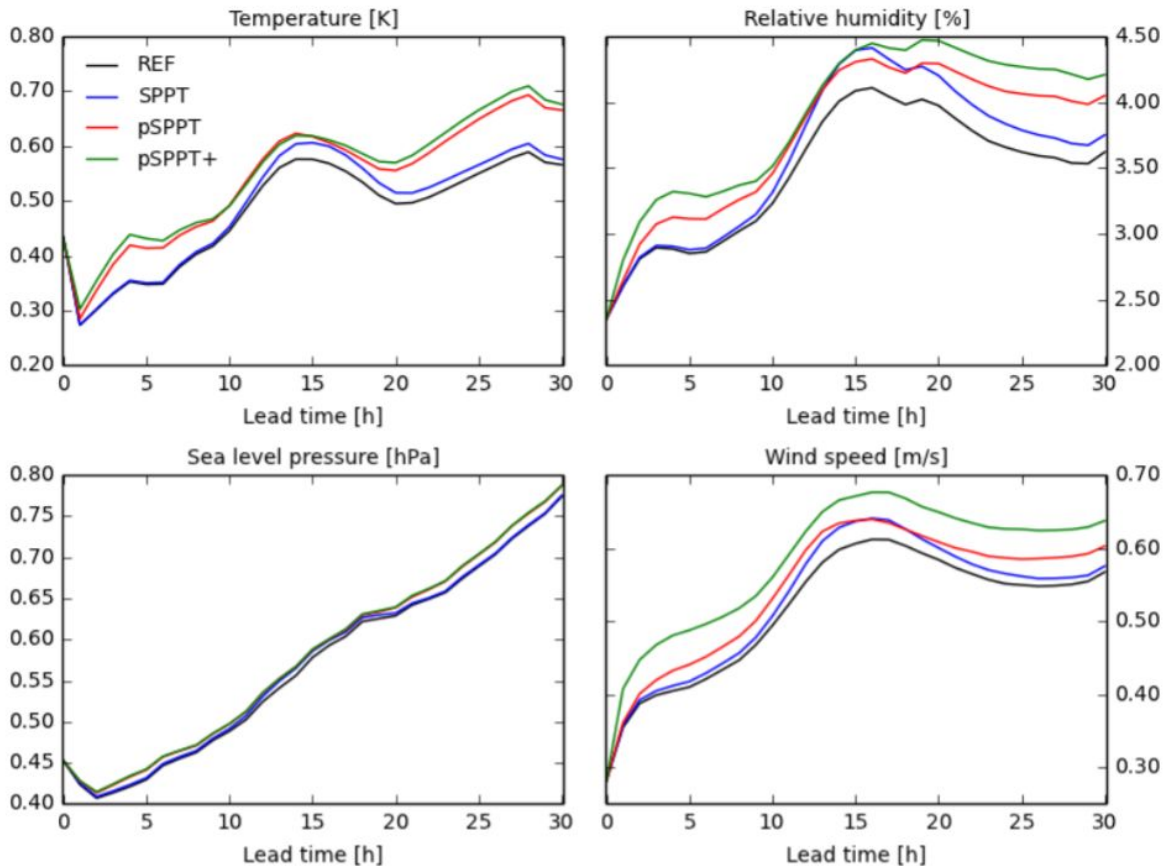 Temperature [K]
Relative humidity [%]
0.80
0.70
0.60
0.50
0.40
0.30
0.20
REF
SPPT
pSPPT
pSPPT+
4.50
4.00
3.50
3.00
2.50
2.00
0 5 10 15 20 25 30
0 5 10 15 20 25 30
Lead time [h]
Lead time [h]
Sea level pressure [hPa]
Wind speed [m/s]
0.80
0.75
0.70
0.65
0.60
0.55
0.50
0.45
0.40
0.70
0.60
0.50
0.40
0.30
0 5 10 15 20 25 30
0 5 10 15 20 25 30
Lead time [h]
Lead time [h]